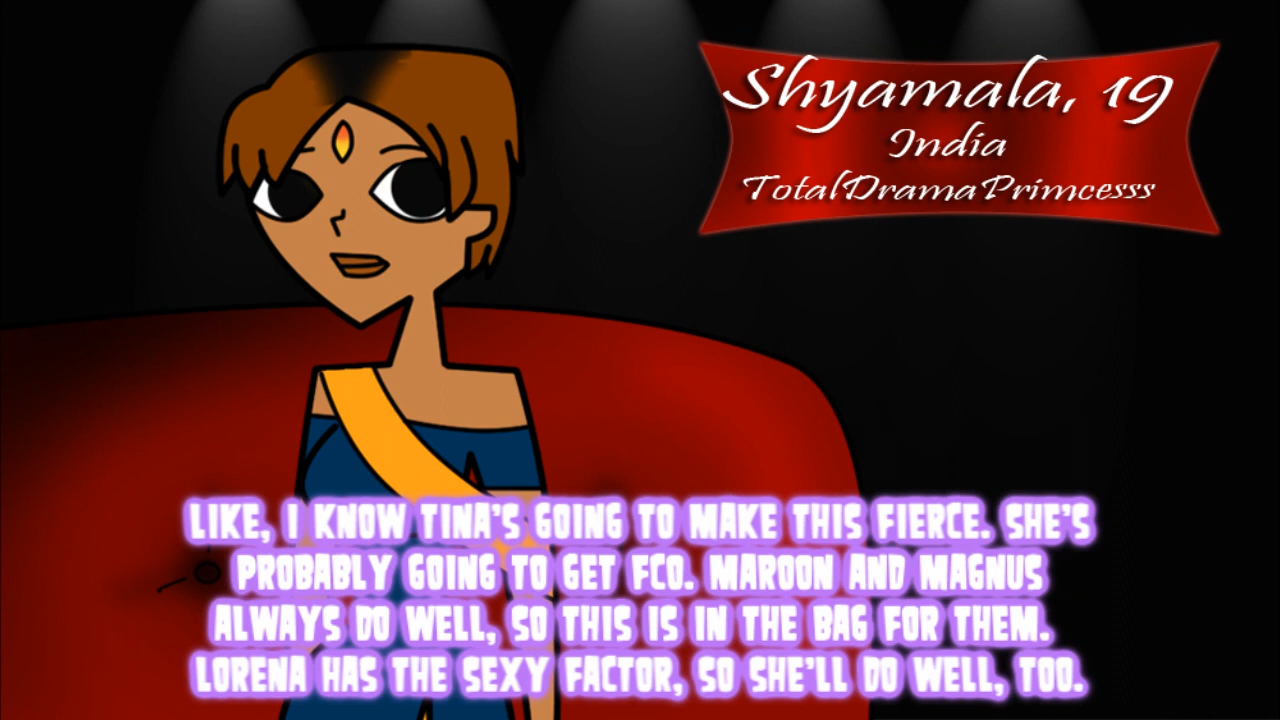 Shyamala, 19
India
TotalDramaPrimcesss
LIKE, I KNOW TINA'S GOING TO MAKE THIS FIERCE. SHE'S
PROBABLY GOING TO GET FCO. MAROON AND MAGNUS
ALWAYS DO WELL, SO THIS IS IN THE BAG FOR THEM.
LORENA HAS THE SEXY FACTOR, SO SHE'LL DO WELL, TOO.